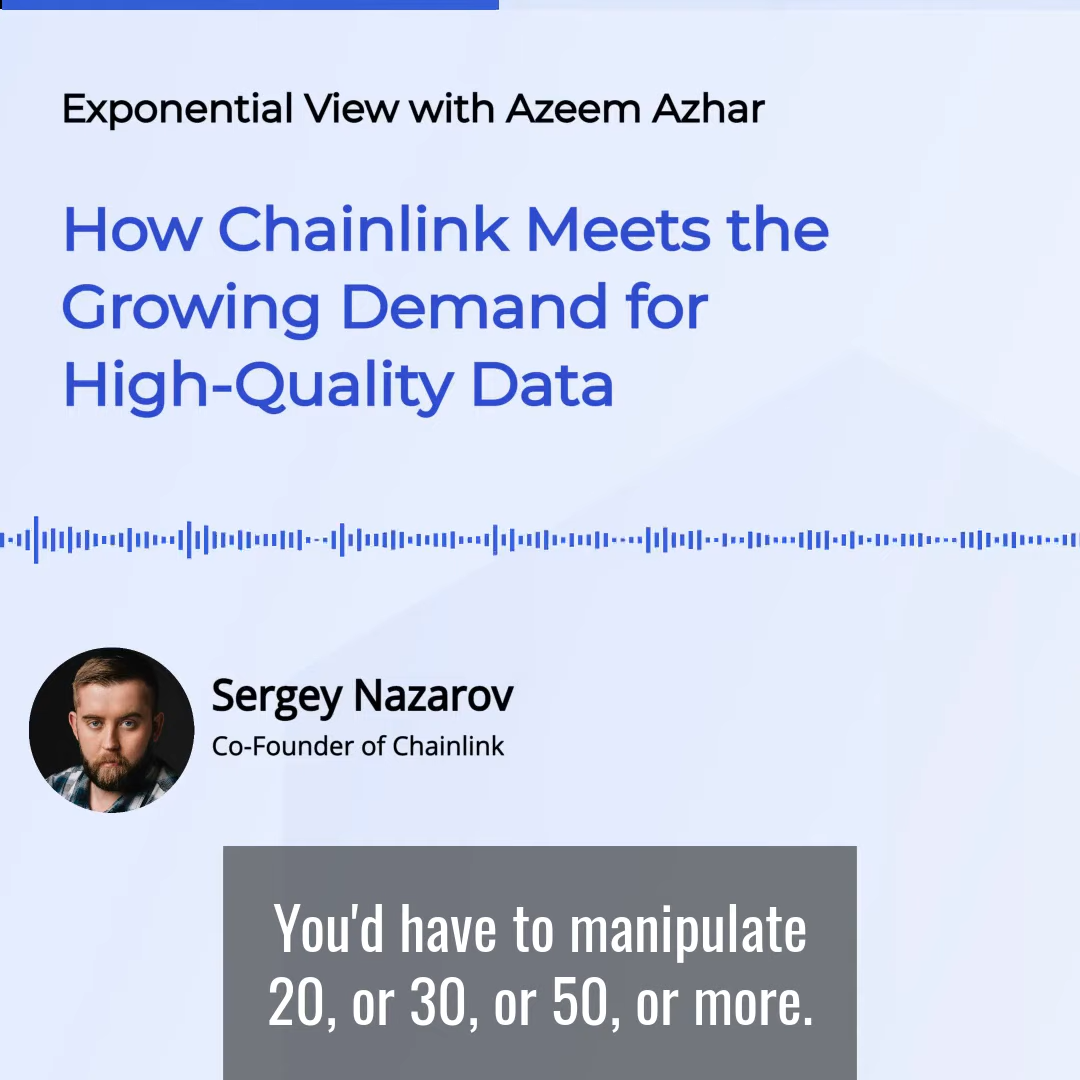 Exponential View with Azeem Azhar
How Chainlink Meets the
Growing Demand for
High-Quality Data
Sergey Nazarov
Co-Founder of Chainlink
You'd have to manipulate
20, or 30, or 50, or more.